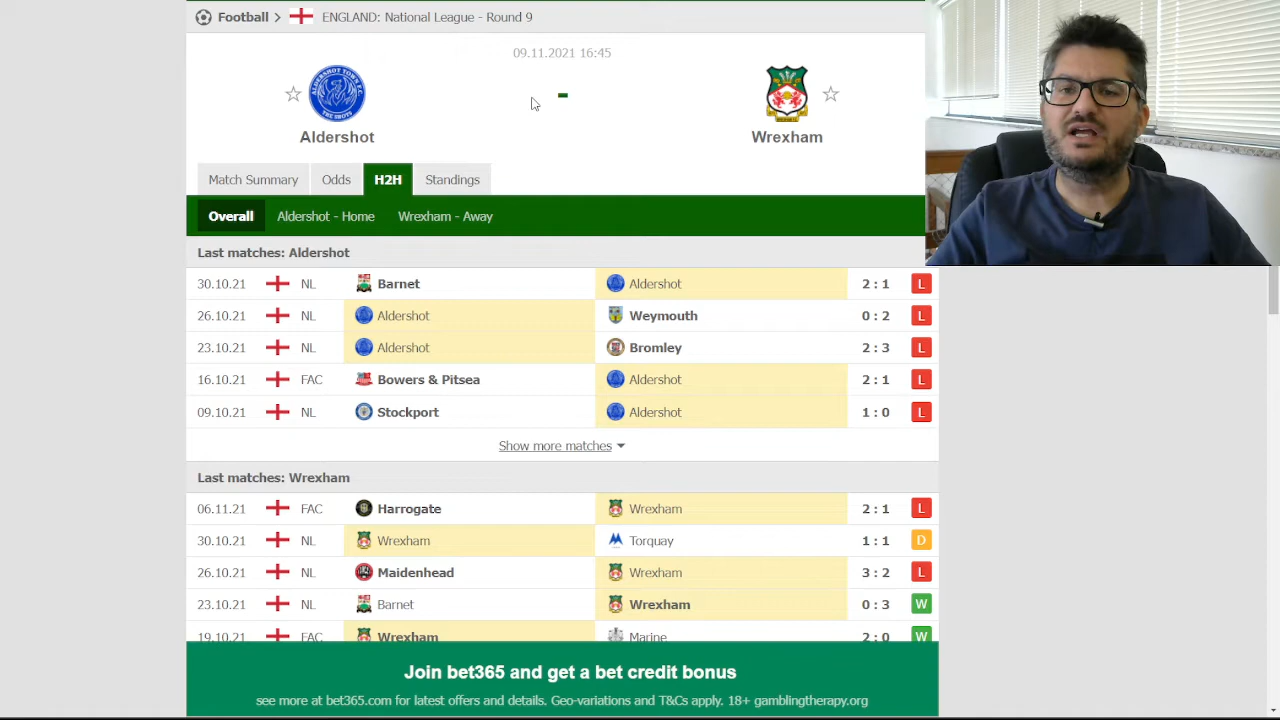 Football > ENGLAND: National League - Round 9
09.11.2021 16:45
Aldershot
-
Wrexham
Match Summary Odds H2H Standings
Overall Aldershot - Home Wrexham - Away
Last matches: Aldershot
30.10.21 NL Barnet Aldershot 2 : 1 L
26.10.21 NL Aldershot Weymouth 0 : 2 L
23.10.21 NL Aldershot Bromley 2 : 3 L
16.10.21 FAC Bowers & Pitsea Aldershot 2 : 1 L
09.10.21 NL Stockport Aldershot 1 : 0 L
Show more matches
Last matches: Wrexham
06.11.21 FAC Harrogate Wrexham 2 : 1 L
30.10.21 NL Wrexham Torquay 1 : 1 D
26.10.21 NL Maidenhead Wrexham 3 : 2 L
23.10.21 NL Barnet Wrexham 0 : 3 W
19.10.21 FAC Wrexham Marine 2 : 0 W
Join bet365 and get a bet credit bonus
see more at bet365.com for latest offers and details. Geo-variations and T&Cs apply. 18+ gamblingtherapy.org